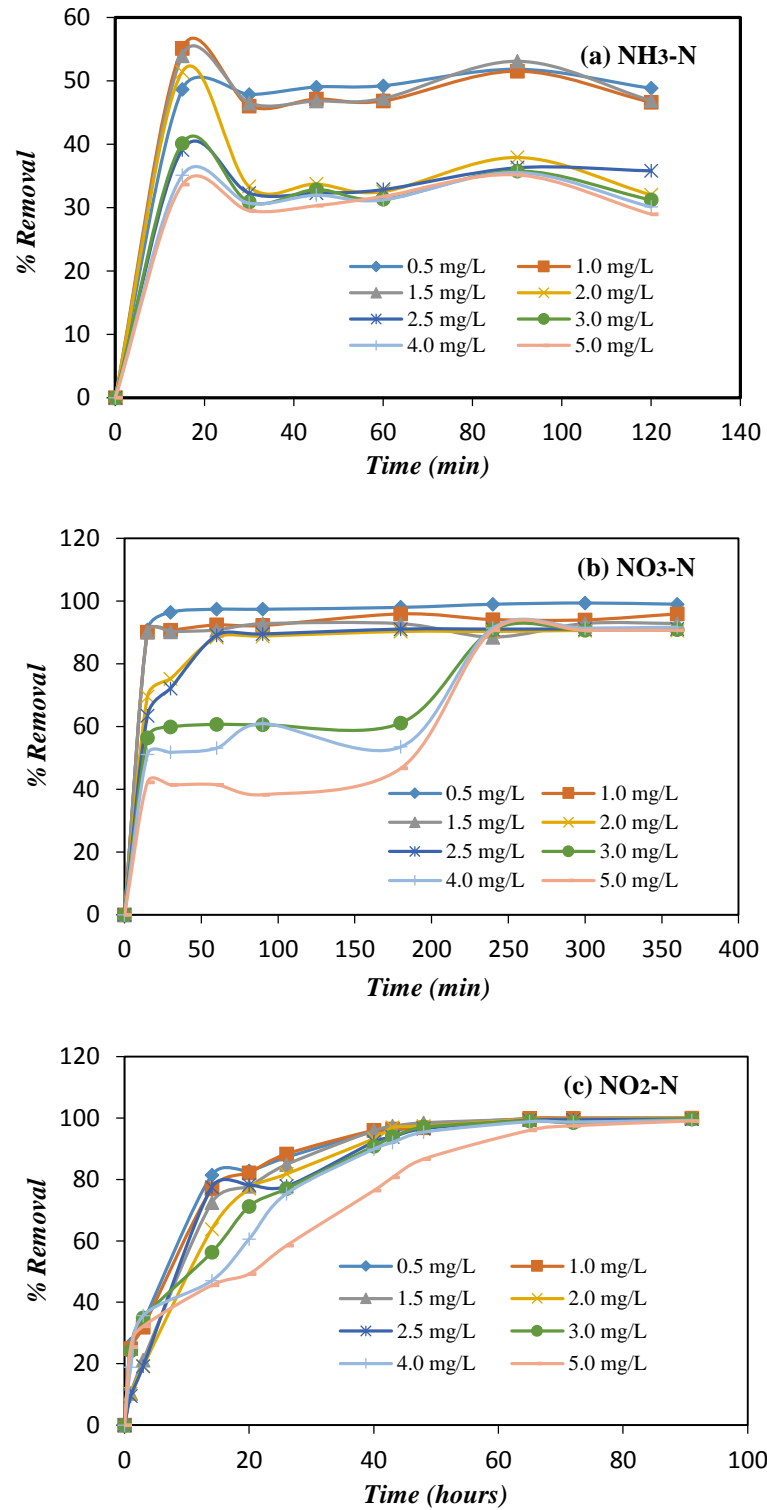 60
50
40
30
20
10
0
% Removal
(a) NH3-N
0.5 mg/L 1.0 mg/L
1.5 mg/L 2.0 mg/L
2.5 mg/L 3.0 mg/L
4.0 mg/L 5.0 mg/L
0 20 40 60 80 100 120 140
Time (min)
120
100
80
60
40
20
0
% Removal
(b) NO3-N
0.5 mg/L 1.0 mg/L
1.5 mg/L 2.0 mg/L
2.5 mg/L 3.0 mg/L
4.0 mg/L 5.0 mg/L
0 50 100 150 200 250 300 350 400
Time (min)
120
100
80
60
40
20
0
% Removal
(c) NO2-N
0.5 mg/L 1.0 mg/L
1.5 mg/L 2.0 mg/L
2.5 mg/L 3.0 mg/L
4.0 mg/L 5.0 mg/L
0 20 40 60 80 100
Time (hours)